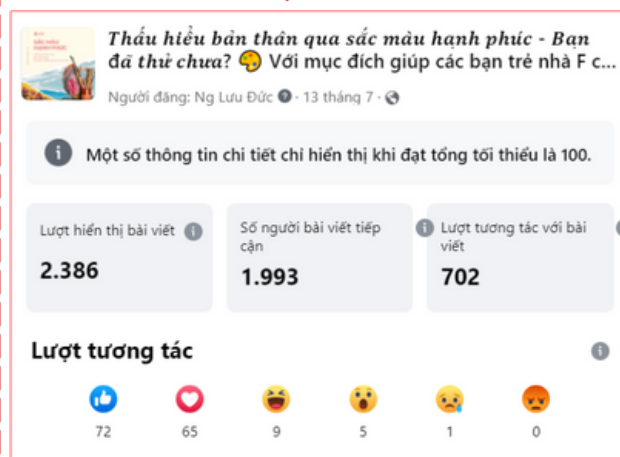 SẮC MÀU
HẠNH PHÚC
Thấu hiểu bản thân qua sắc màu hạnh phúc - Bạn
đã thử chưa? 🎨 Với mục đích giúp các bạn trẻ nhà F c...
Người đăng: Ng Lưu Đức · 13 tháng 7 ·
Một số thông tin chi tiết chỉ hiển thị khi đạt tổng tối thiểu là 100.
Lượt hiển thị bài viết
2.386
Số người bài viết tiếp
cận
1.993
Lượt tương tác với bài
viết
702
Lượt tương tác
72 65 9 5 1 0